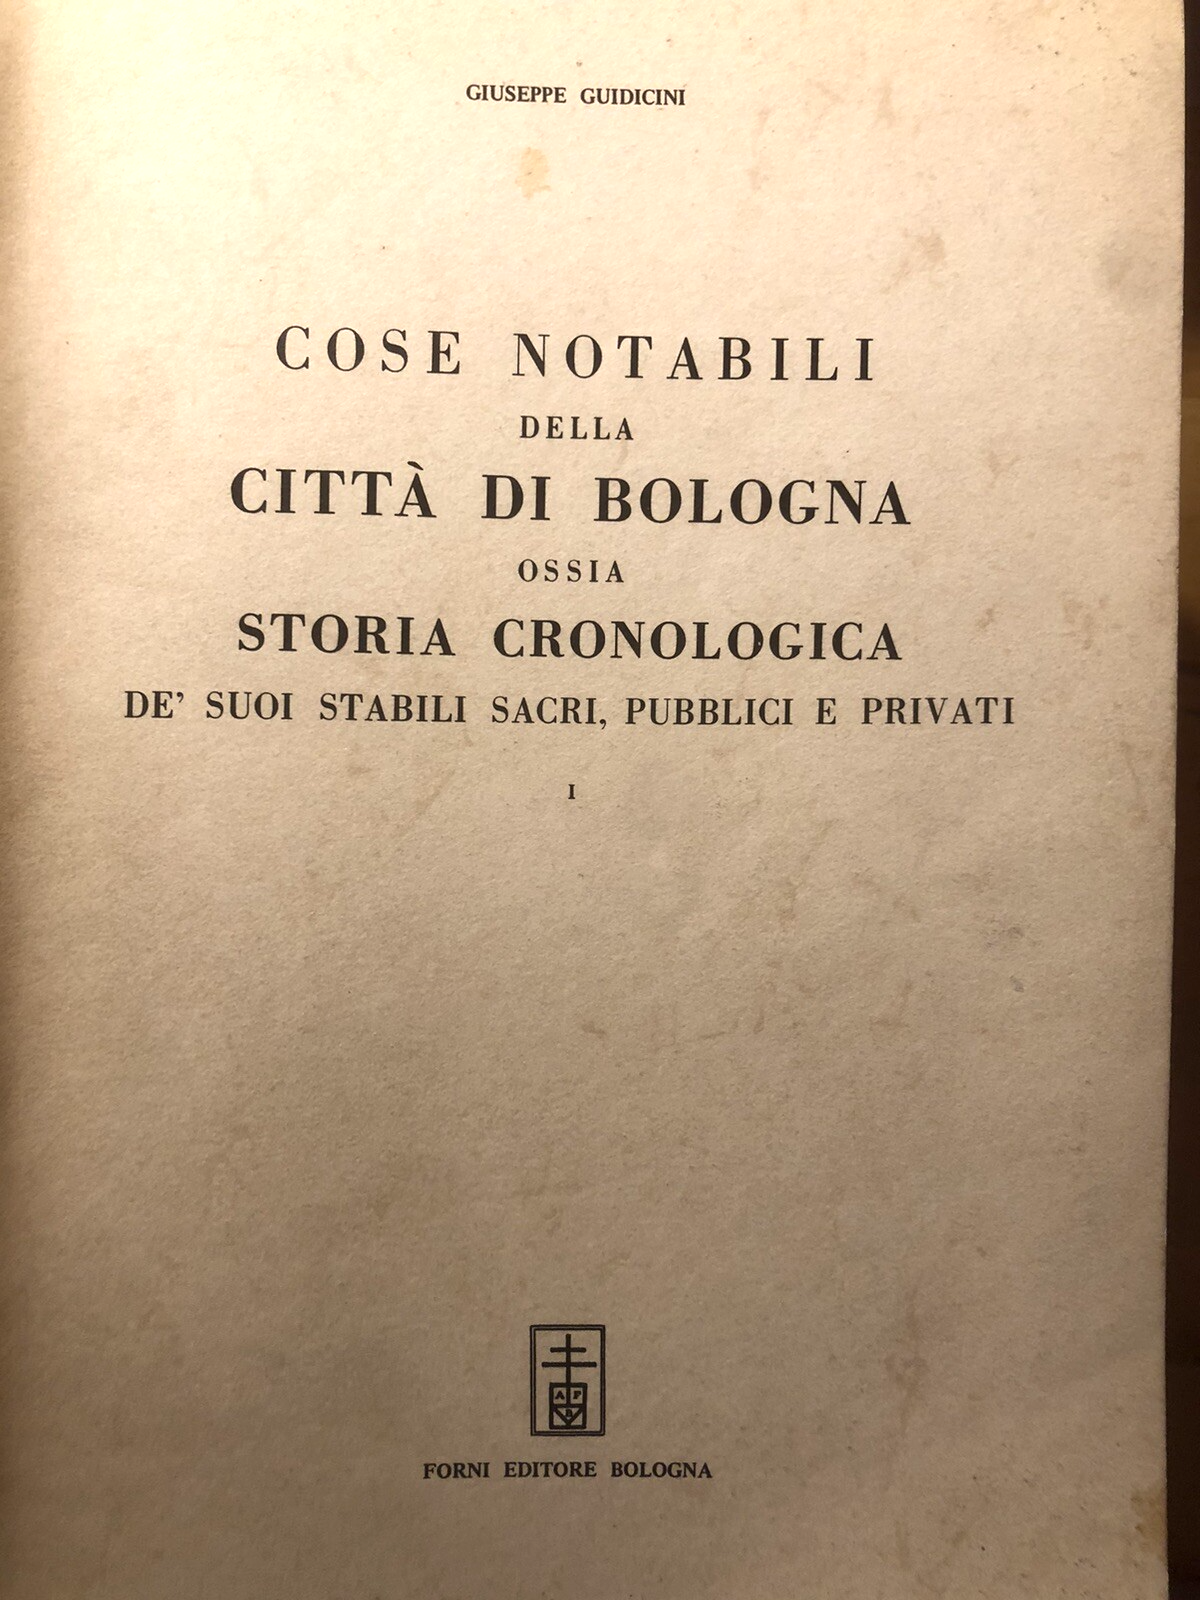 GIUSEPPE GUIDICINI
COSE NOTABILI
DELLA
CITTÀ DI BOLOGNA
OSSIA
STORIA CRONOLOGICA
DE' SUOI STABILI SACRI, PUBBLICI E PRIVATI
I
A F
B
FORNI EDITORE BOLOGNA